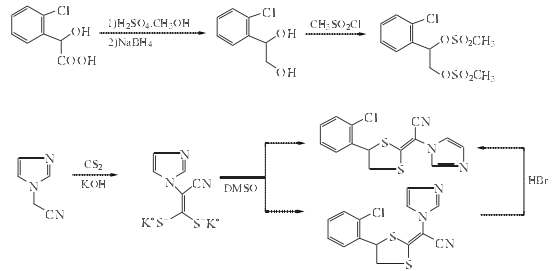 Cl
OH
COOH
1)H₂SO₄.CH₃OH
2)NaBH₄
Cl
OH
OH
CH₃SO₂Cl
Cl
OSO₂CH₃
OSO₂CH₃
N
N
CN
CS₂
KOH
N
N
CN
K⁺S⁻
S⁻K⁺
DMSO
Cl
CN
S
S
N
N
HBr
N
N
Cl
S
S
CN